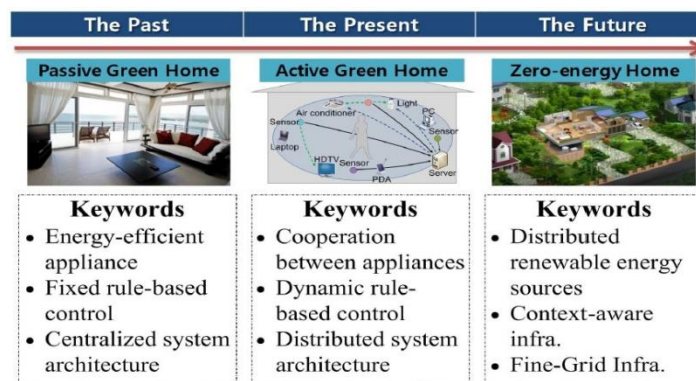 The Past
The Present
The Future
Passive Green Home
Active Green Home
Zero-energy Home
Air conditioner
Light
PC
Sensor
Sensor
Laptop
HDTV
Sensor
PDA
Server
Keywords
• Energy-efficient
appliance
• Fixed rule-based
control
• Centralized system
architecture
Keywords
• Cooperation
between appliances
• Dynamic rule-
based control
• Distributed system
architecture
Keywords
• Distributed
renewable energy
sources
• Context-aware
infra.
• Fine-Grid Infra.